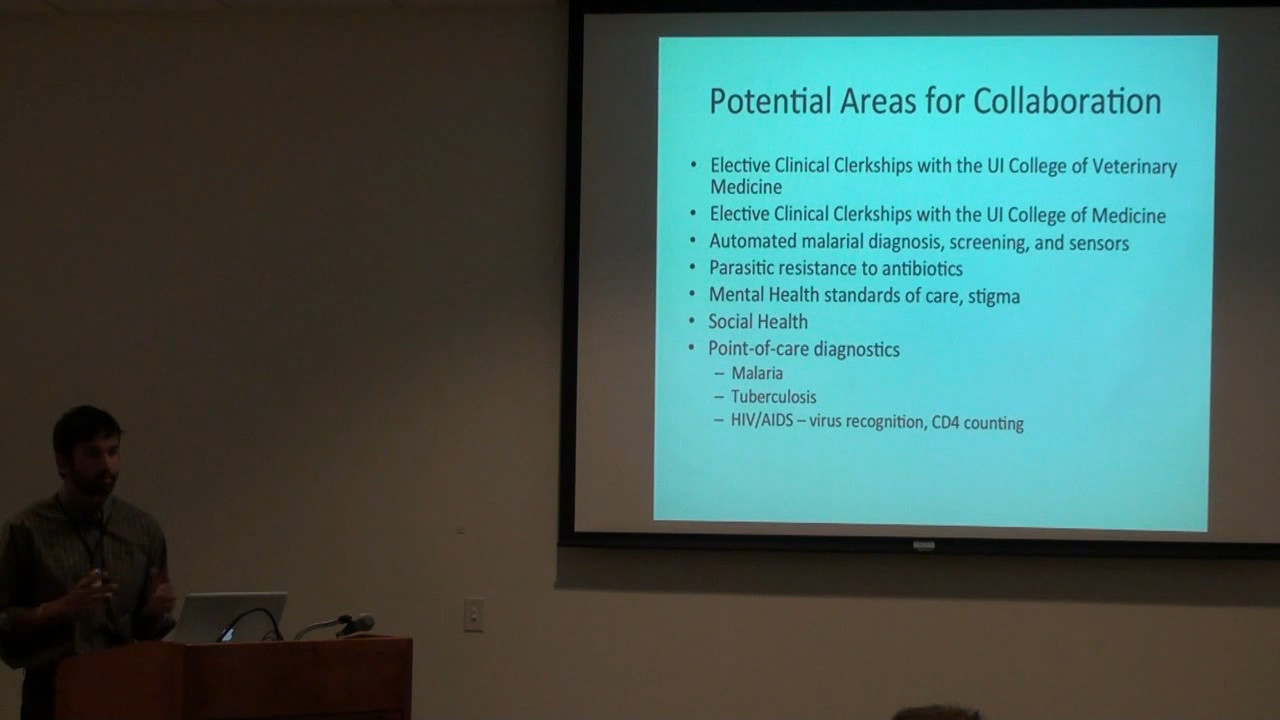 Potential Areas for Collaboration
• Elective Clinical Clerkships with the UI College of Veterinary
Medicine
• Elective Clinical Clerkships with the UI College of Medicine
• Automated malarial diagnosis, screening, and sensors
• Parasitic resistance to antibiotics
• Mental Health standards of care, stigma
• Social Health
• Point-of-care diagnostics
– Malaria
– Tuberculosis
– HIV/AIDS – virus recognition, CD4 counting